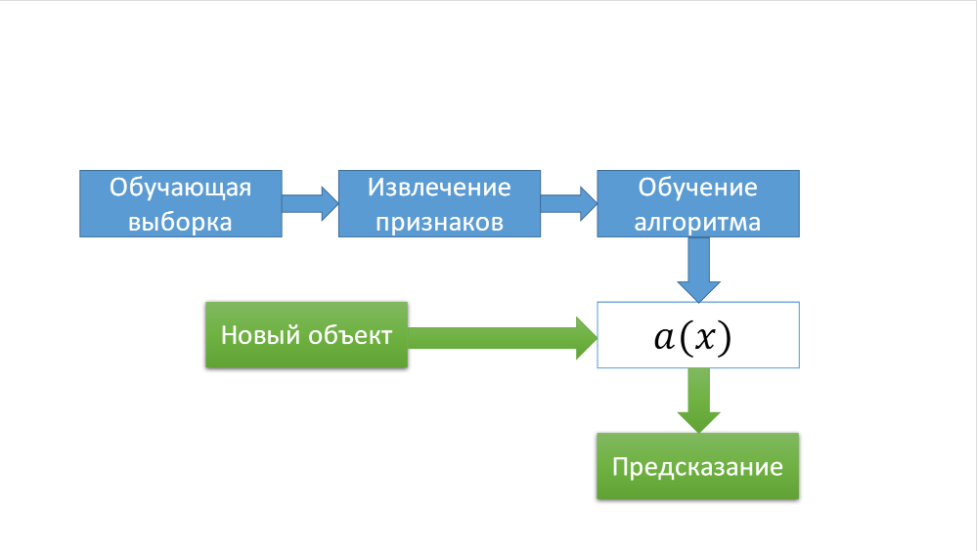 Обучающая
выборка
Извлечение
признаков
Обучение
алгоритма
Новый объект
a(x)
Предсказание